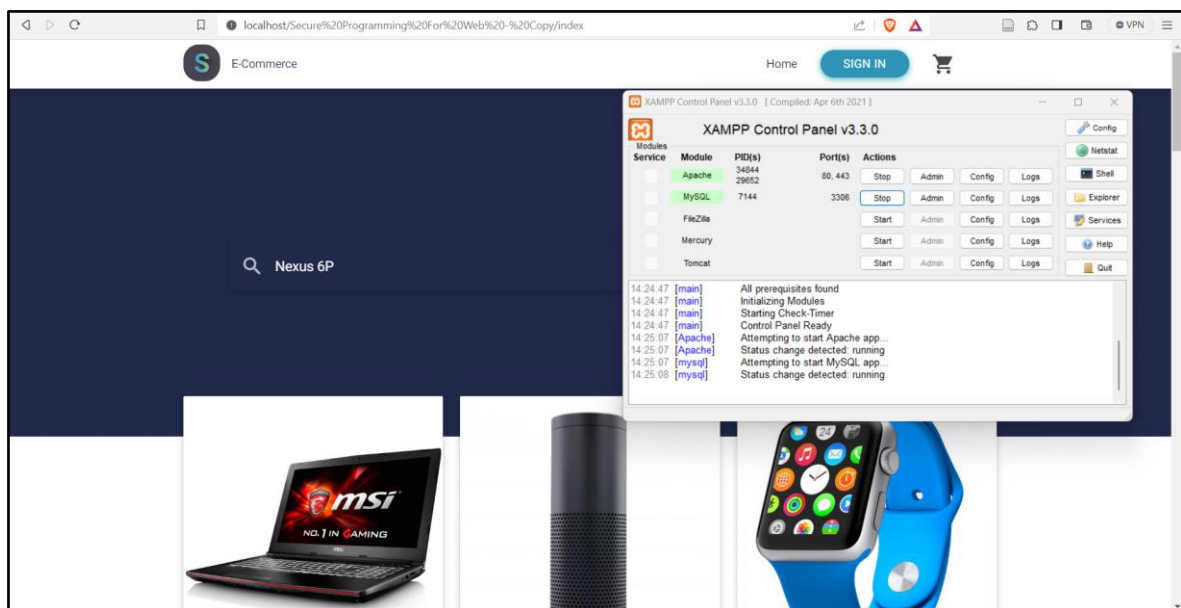 localhost/Secure%20Programming%20For%20Web%20-%20Copy/index
VPN
S E-Commerce Home SIGN IN
XAMPP Control Panel v3.3.0 [ Compiled: Apr 6th 2021 ]
XAMPP Control Panel v3.3.0
Config
Modules
Service Module PID(s) Port(s) Actions
Netstat
Apache 34844 29652 80, 443 Stop Admin Config Logs
Shell
MySQL 7144 3306 Stop Admin Config Logs
Explorer
FileZilla Start Admin Config Logs
Services
Mercury Start Admin Config Logs
Help
Tomcat Start Admin Config Logs
Quit
Nexus 6P
14:24:47 [main] All prerequisites found
14:24:47 [main] Initializing Modules
14:24:47 [main] Starting Check-Timer
14:24:47 [main] Control Panel Ready
14:25:07 [Apache] Attempting to start Apache app...
14:25:07 [Apache] Status change detected: running
14:25:07 [mysql] Attempting to start MySQL app...
14:25:08 [mysql] Status change detected: running
msi
NO.1 IN GAMING
24